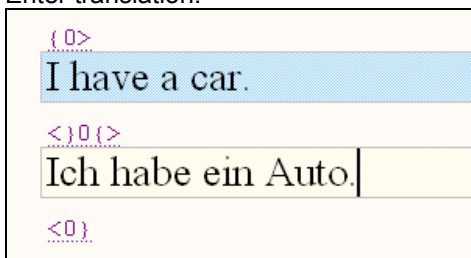 Enter translation:
{0>
I have a car.
<}0{>
Ich habe ein Auto.
<0}